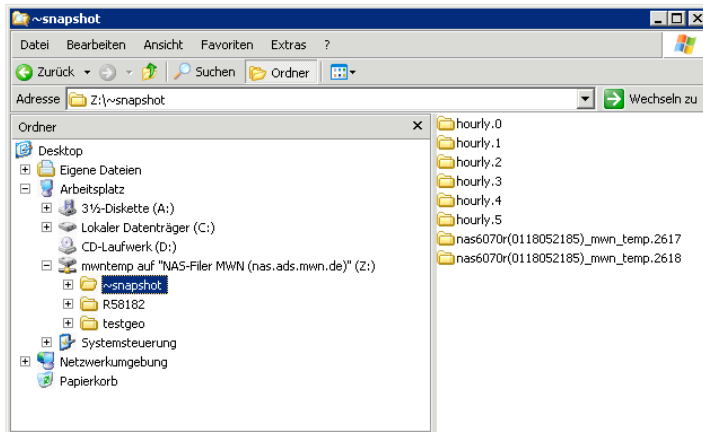 ~snapshot
Datei Bearbeiten Ansicht Favoriten Extras ?
Zurück Suchen Ordner
Adresse Z:\~snapshot Wechseln zu
Ordner
Desktop
Eigene Dateien
Arbeitsplatz
3½-Diskette (A:)
Lokaler Datenträger (C:)
CD-Laufwerk (D:)
mwntemp auf "NAS-Filer MWN (nas.ads.mwn.de)" (Z:)
~snapshot
R58182
testgeo
Systemsteuerung
Netzwerkumgebung
Papierkorb
hourly.0
hourly.1
hourly.2
hourly.3
hourly.4
hourly.5
nas6070r(0118052185)_mwn_temp.2617
nas6070r(0118052185)_mwn_temp.2618